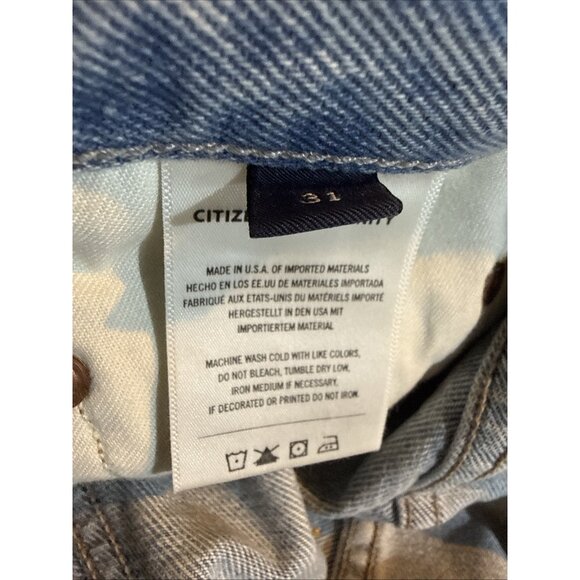 31
CITIZE
MADE IN U.S.A. OF IMPORTED MATERIALS
HECHO EN LOS EE.UU DE MATERIALES IMPORTADA
FABRIQUÉ AUX ETATS-UNIS DU MATÉRIELS IMPORTÉ
HERGESTELLT IN DEN USA MIT
IMPORTIERTEM MATERIAL
MACHINE WASH COLD WITH LIKE COLORS,
DO NOT BLEACH, TUMBLE DRY LOW,
IRON MEDIUM IF NECESSARY.
IF DECORATED OR PRINTED DO NOT IRON.